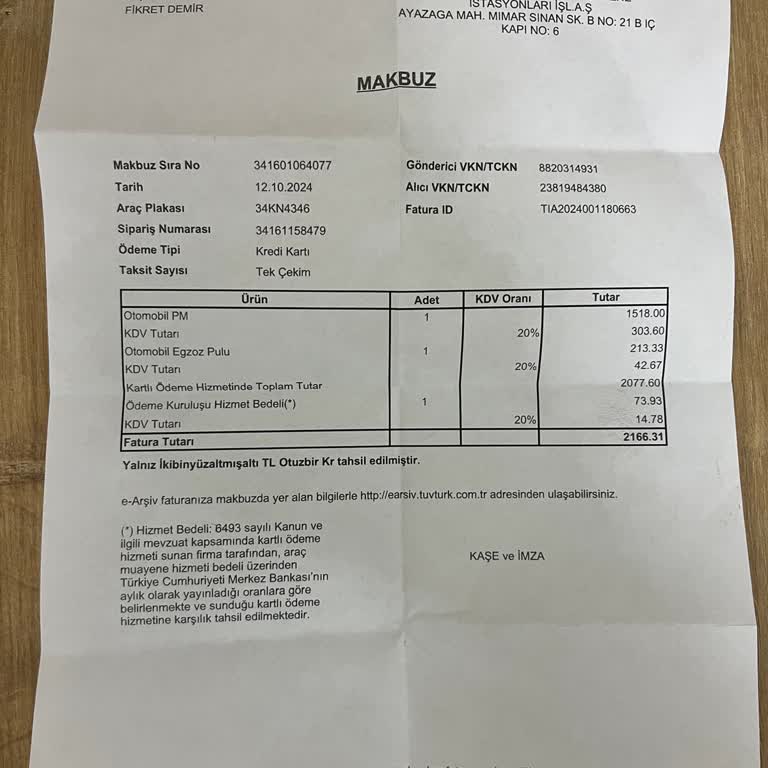 FİKRET DEMİR
İSTASYONLARI İŞL.A.Ş
AYAZAGA MAH. MIMAR SINAN SK. B NO: 21 B IÇ
KAPI NO: 6
MAKBUZ
Makbuz Sıra No 341601064077
Tarih 12.10.2024
Araç Plakası 34KN4346
Sipariş Numarası 34161158479
Ödeme Tipi Kredi Kartı
Taksit Sayısı Tek Çekim
Gönderici VKN/TCKN 8820314931
Alıcı VKN/TCKN 23819484380
Fatura ID TIA2024001180663
Ürün Adet KDV Oranı Tutar
Otomobil PM 1 1518.00
KDV Tutarı 20% 303.60
Otomobil Egzoz Pulu 1 213.33
KDV Tutarı 20% 42.67
Kartlı Ödeme Hizmetinde Toplam Tutar 2077.60
Ödeme Kuruluşu Hizmet Bedeli(*) 1 73.93
KDV Tutarı 20% 14.78
Fatura Tutarı 2166.31
Yalnız İkibinyüzaltmışaltı TL Otuzbir Kr tahsil edilmiştir.
e-Arşiv faturanıza makbuzda yer alan bilgilerle http://earsiv.tuvturk.com.tr adresinden ulaşabilirsiniz.
(*) Hizmet Bedeli: 6493 sayılı Kanun ve
ilgili mevzuat kapsamında kartlı ödeme
hizmeti sunan firma tarafından, araç
muayene hizmeti bedeli üzerinden
Türkiye Cumhuriyeti Merkez Bankası'nın
aylık olarak yayınladığı oranlara göre
belirlenmekte ve sunduğu kartlı ödeme
hizmetine karşılık tahsil edilmektedir.
KAŞE ve İMZA